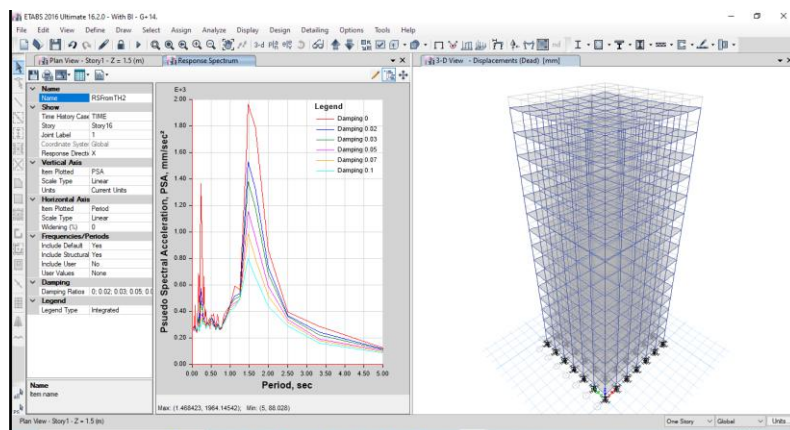 ETABS 2016 Ultimate 16.2.0 - With BI - G+14.
File Edit View Define Draw Select Assign Analyze Display Design Detailing Options Tools Help
Plan View - Story1 - Z = 1.5 (m)
Response Spectrum
3-D View - Displacements (Dead) [mm]
Name
Name RSFromTH2
Show
Time History Case TIME
Story Story16
Joint Label 1
Coordinate System Global
Response Directi X
Vertical Axis
Item Plotted PSA
Scale Type Linear
Units Current Units
Horizontal Axis
Item Plotted Period
Scale Type Linear
Widening (%) 0
Frequencies/Periods
Include Default Yes
Include Structural Yes
Include User No
User Values None
Damping
Damping Ratios 0; 0.02; 0.03; 0.05; 0.0
Legend
Legend Type Integrated
Name
Item name
E+3
2.00
1.80
1.60
1.40
1.20
1.00
0.80
0.60
0.40
0.20
0.00
Psuedo Spectral Acceleration, PSA, mm/sec²
Legend
Damping 0
Damping 0.02
Damping 0.03
Damping 0.05
Damping 0.07
Damping 0.1
0.00 0.50 1.00 1.50 2.00 2.50 3.00 3.50 4.00 4.50 5.00
Period, sec
Max: (1.468423, 1964.14542); Min: (5, 88.028)
Plan View - Story1 - Z = 1.5 (m)
One Story Global Units